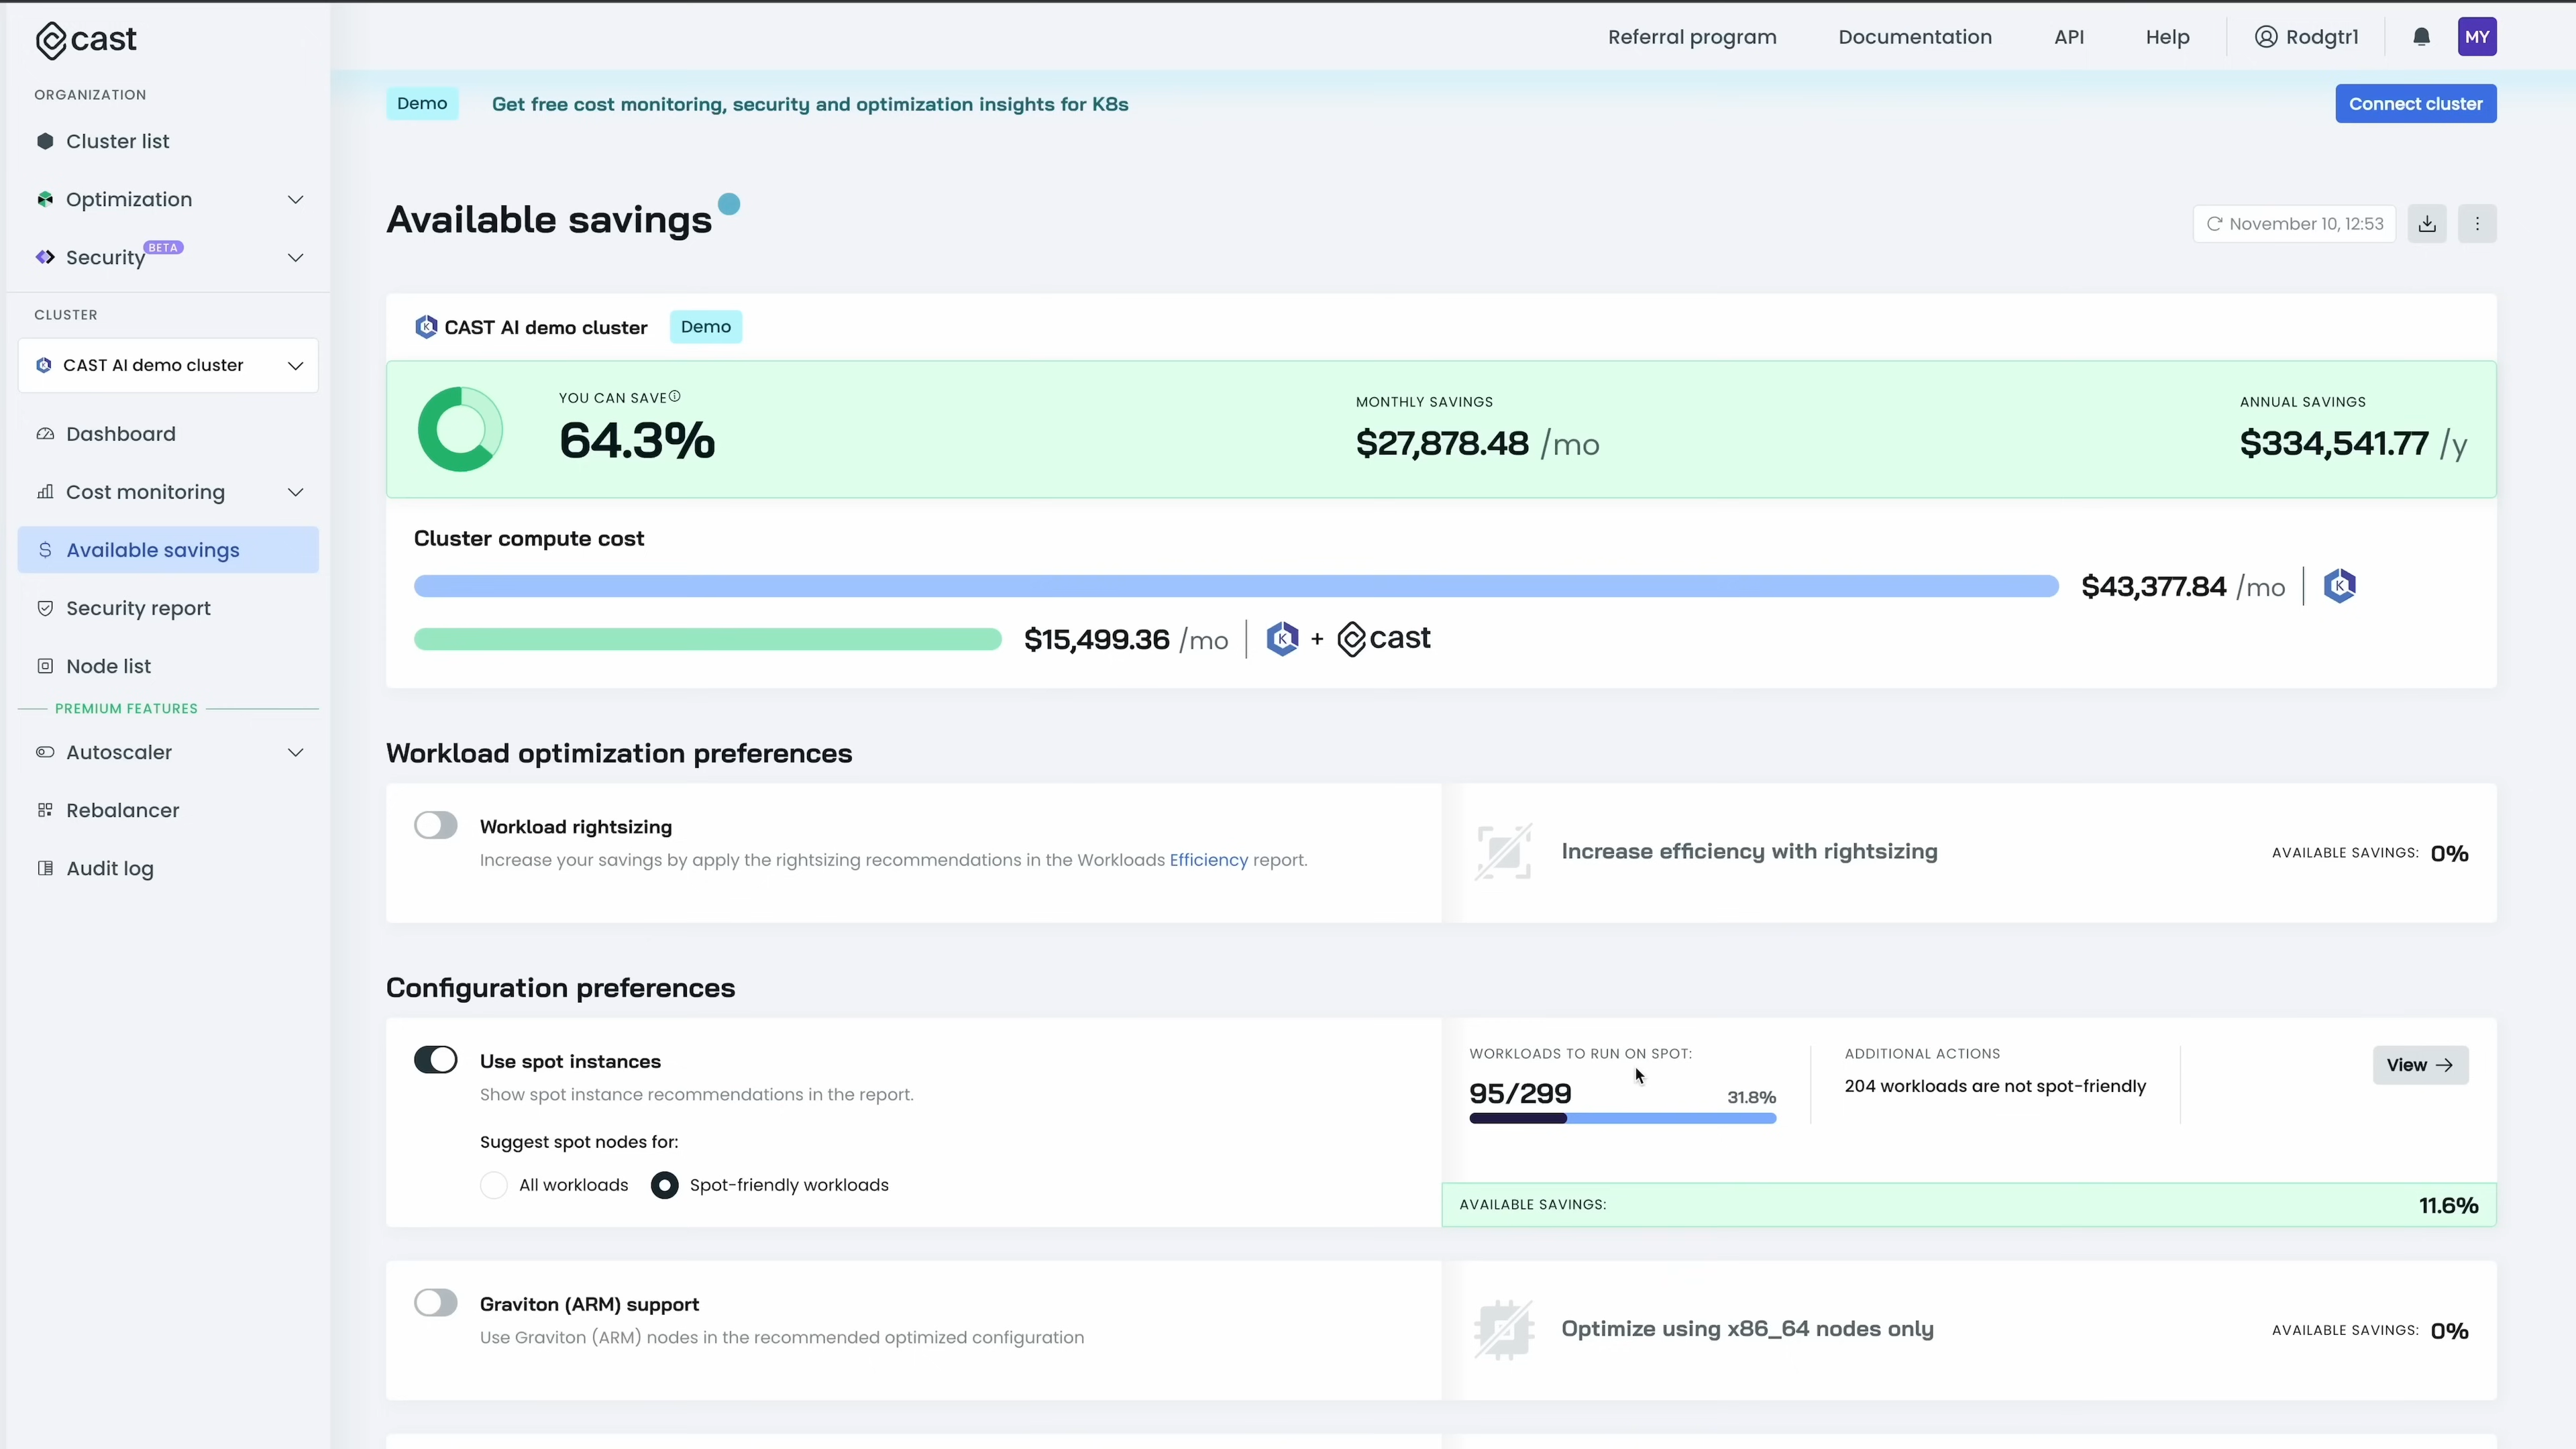 cast
Referral program
Documentation
API
Help
Rodgtr1
MY
ORGANIZATION
Cluster list
Optimization
Security BETA
CLUSTER
CAST AI demo cluster
Dashboard
Cost monitoring
Available savings
Security report
Node list
PREMIUM FEATURES
Autoscaler
Rebalancer
Audit log
Demo
Get free cost monitoring, security and optimization insights for K8s
Connect cluster
Available savings
November 10, 12:53
CAST AI demo cluster
Demo
YOU CAN SAVE
64.3%
MONTHLY SAVINGS
$27,878.48 /mo
ANNUAL SAVINGS
$334,541.77 /y
Cluster compute cost
$43,377.84 /mo
K
$15,499.36 /mo
K + cast
Workload optimization preferences
Workload rightsizing
Increase your savings by apply the rightsizing recommendations in the Workloads Efficiency report.
Increase efficiency with rightsizing
AVAILABLE SAVINGS: 0%
Configuration preferences
Use spot instances
Show spot instance recommendations in the report.
Suggest spot nodes for:
All workloads
Spot-friendly workloads
WORKLOADS TO RUN ON SPOT:
95/299
31.8%
ADDITIONAL ACTIONS
204 workloads are not spot-friendly
View
AVAILABLE SAVINGS:
11.6%
Graviton (ARM) support
Use Graviton (ARM) nodes in the recommended optimized configuration
Optimize using x86_64 nodes only
AVAILABLE SAVINGS: 0%